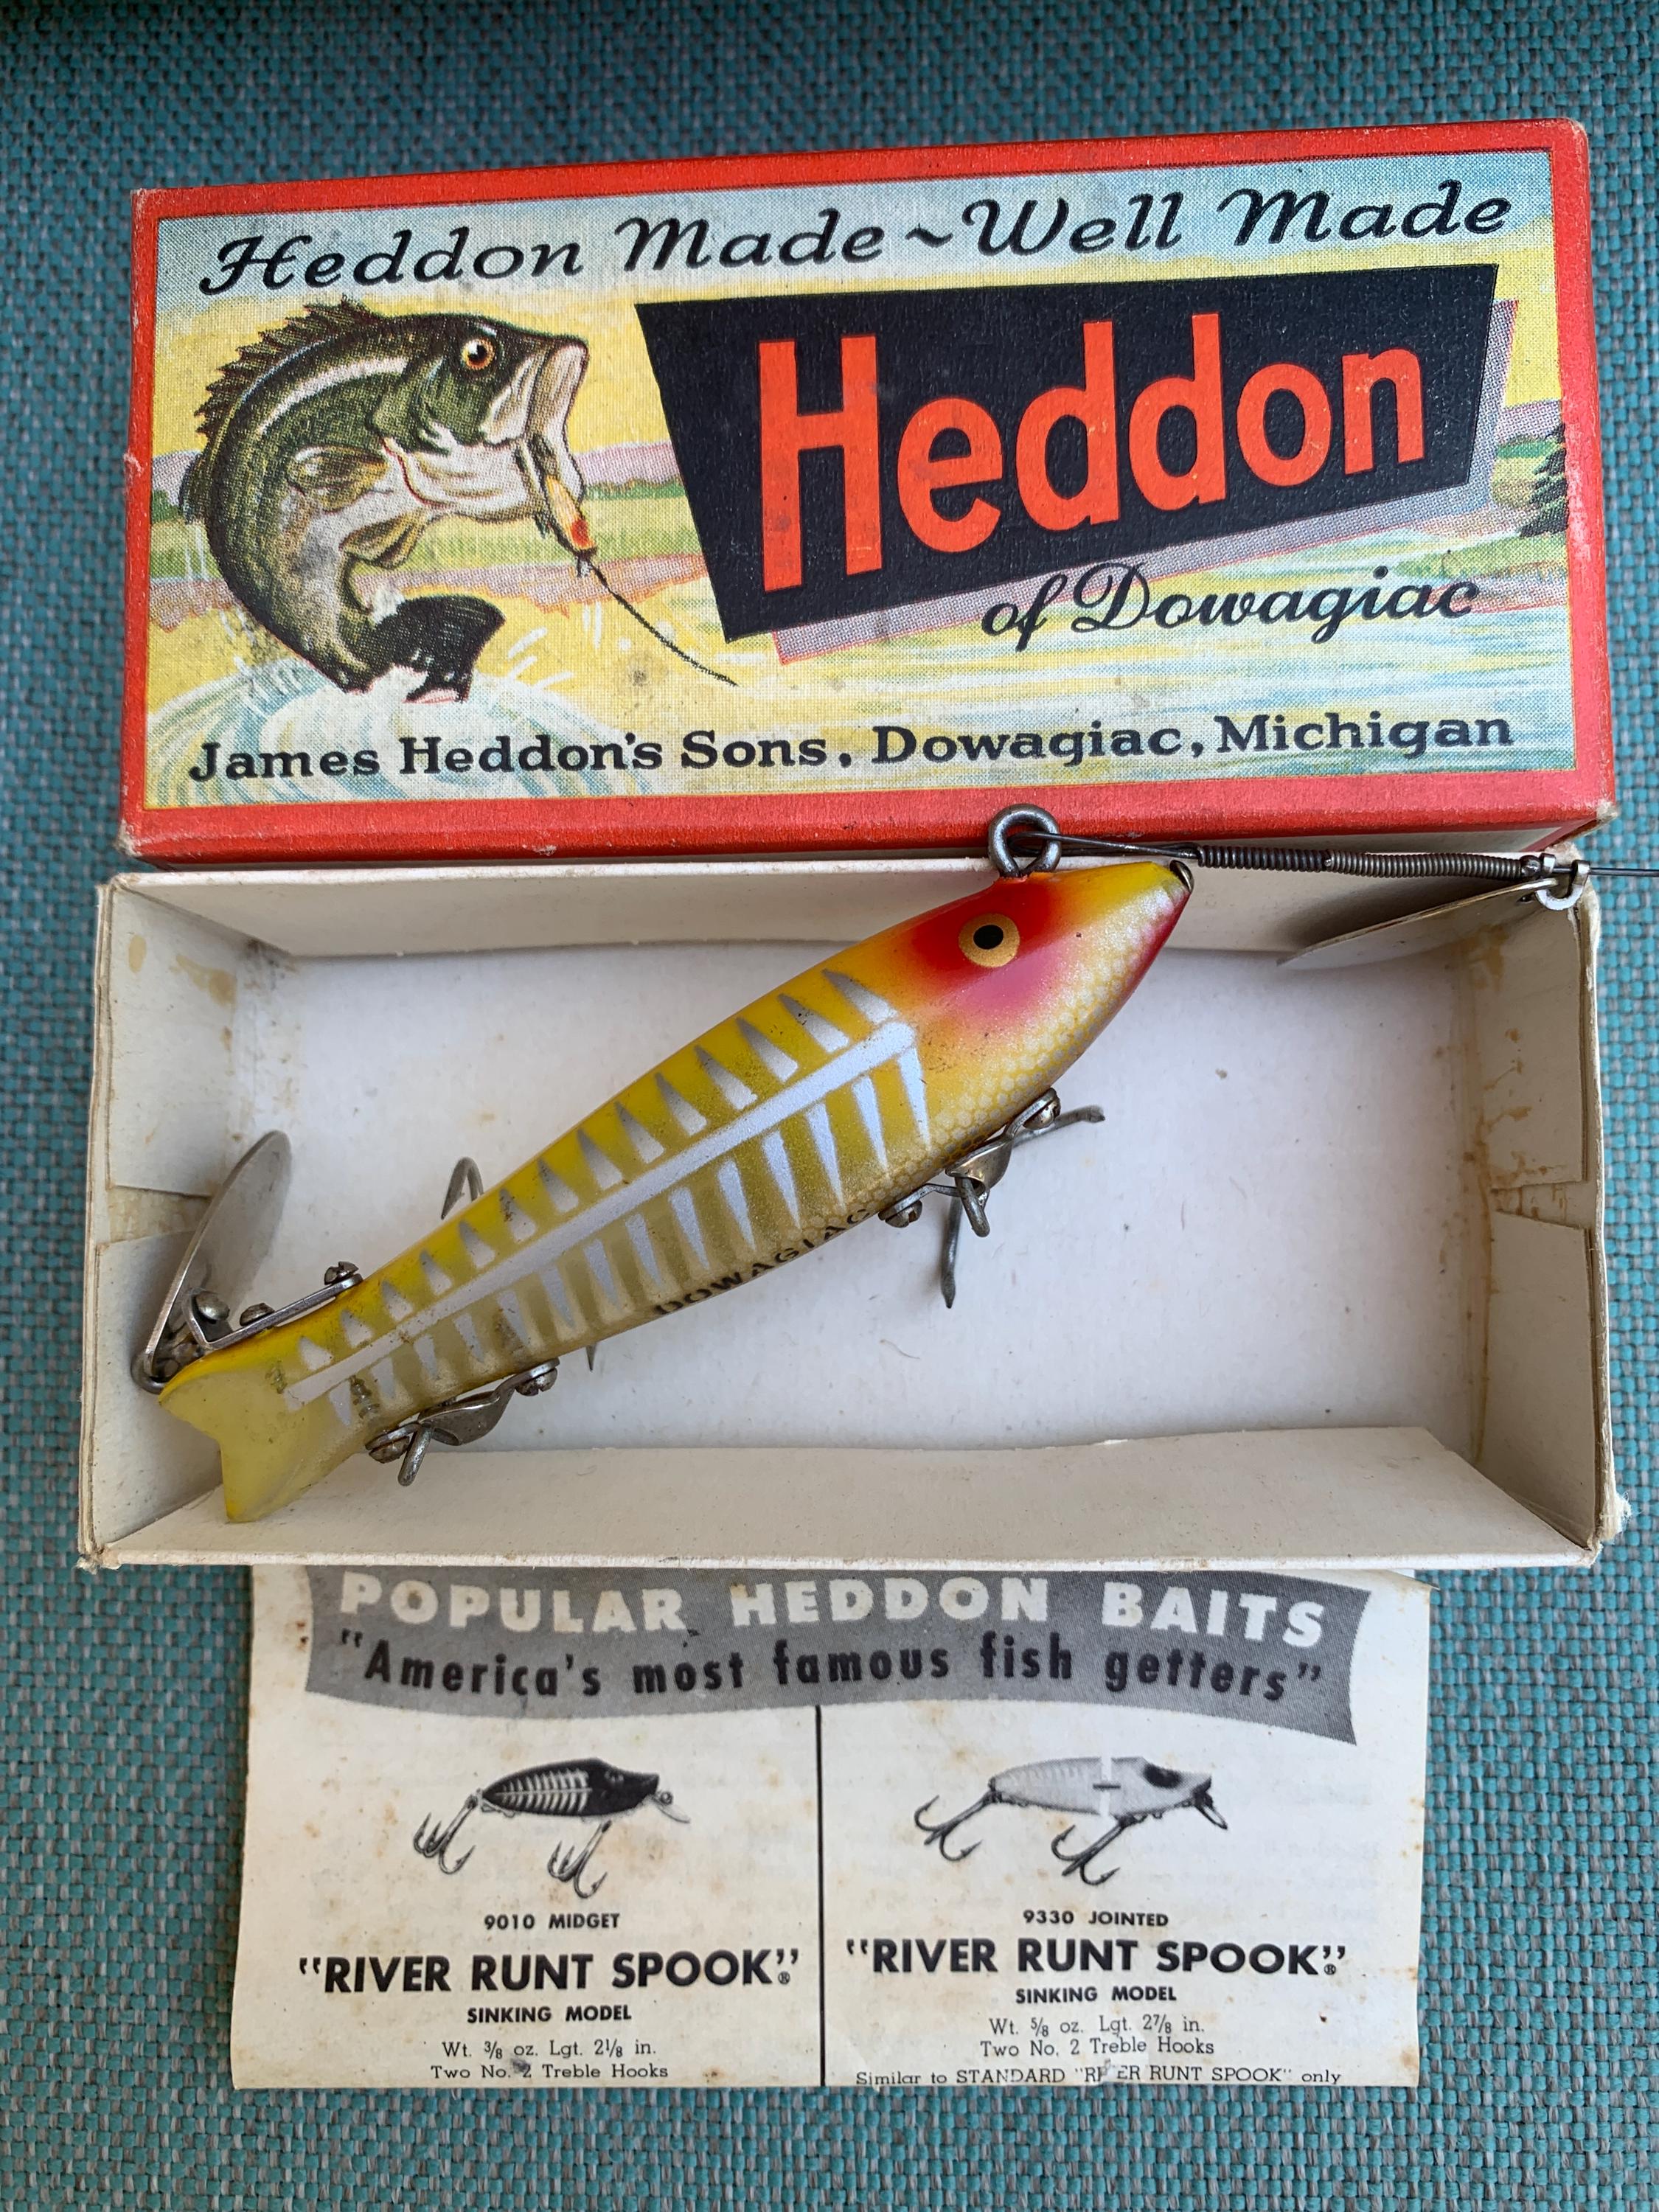 Heddon Made~Well Made
Heddon
of Dowagiac
James Heddon's Sons, Dowagiac, Michigan
DOWAGIAC
POPULAR HEDDON BAITS
"America's most famous fish getters"
9010 MIDGET
"RIVER RUNT SPOOK"®
SINKING MODEL
Wt. 3/8 oz. Lgt. 2 1/8 in.
Two No. 2 Treble Hooks
9330 JOINTED
"RIVER RUNT SPOOK"®
SINKING MODEL
Wt. 5/8 oz. Lgt. 2 7/8 in.
Two No. 2 Treble Hooks
Similar to STANDARD "RIVER RUNT SPOOK" only